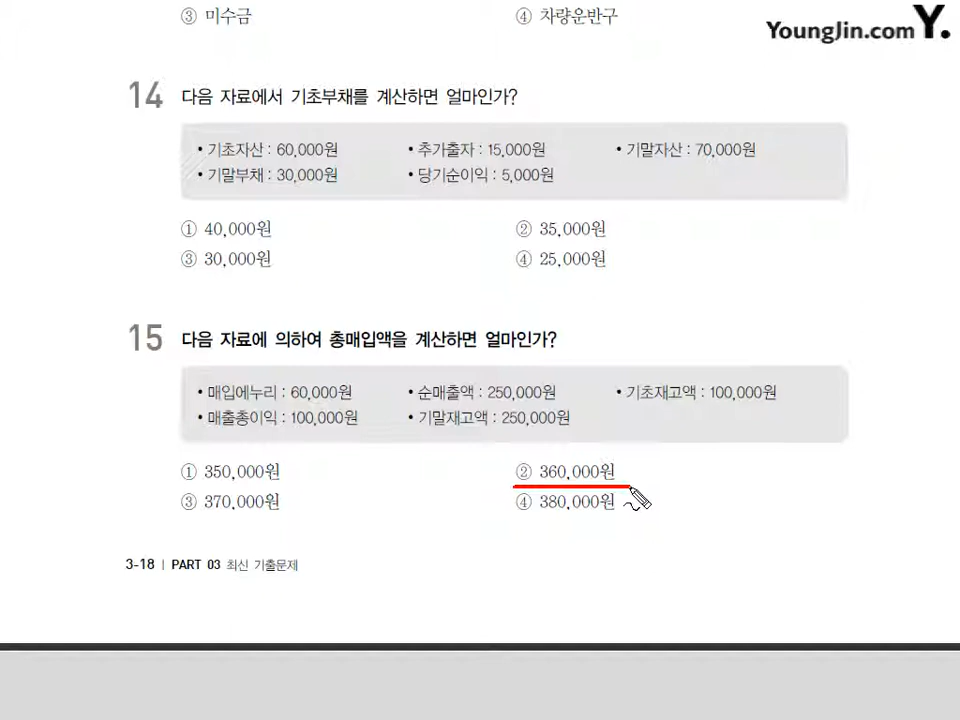 ③ 미수금 ④ 차량운반구
YoungJin.com Y.
14 다음 자료에서 기초부채를 계산하면 얼마인가?
• 기초자산 : 60,000원 • 추가출자 : 15,000원 • 기말자산 : 70,000원
• 기말부채 : 30,000원 • 당기순이익 : 5,000원
① 40,000원 ② 35,000원
③ 30,000원 ④ 25,000원
15 다음 자료에 의하여 총매입액을 계산하면 얼마인가?
• 매입에누리 : 60,000원 • 순매출액 : 250,000원 • 기초재고액 : 100,000원
• 매출총이익 : 100,000원 • 기말재고액 : 250,000원
① 350,000원 ② 360,000원
③ 370,000원 ④ 380,000원
3-18 | PART 03 최신 기출문제